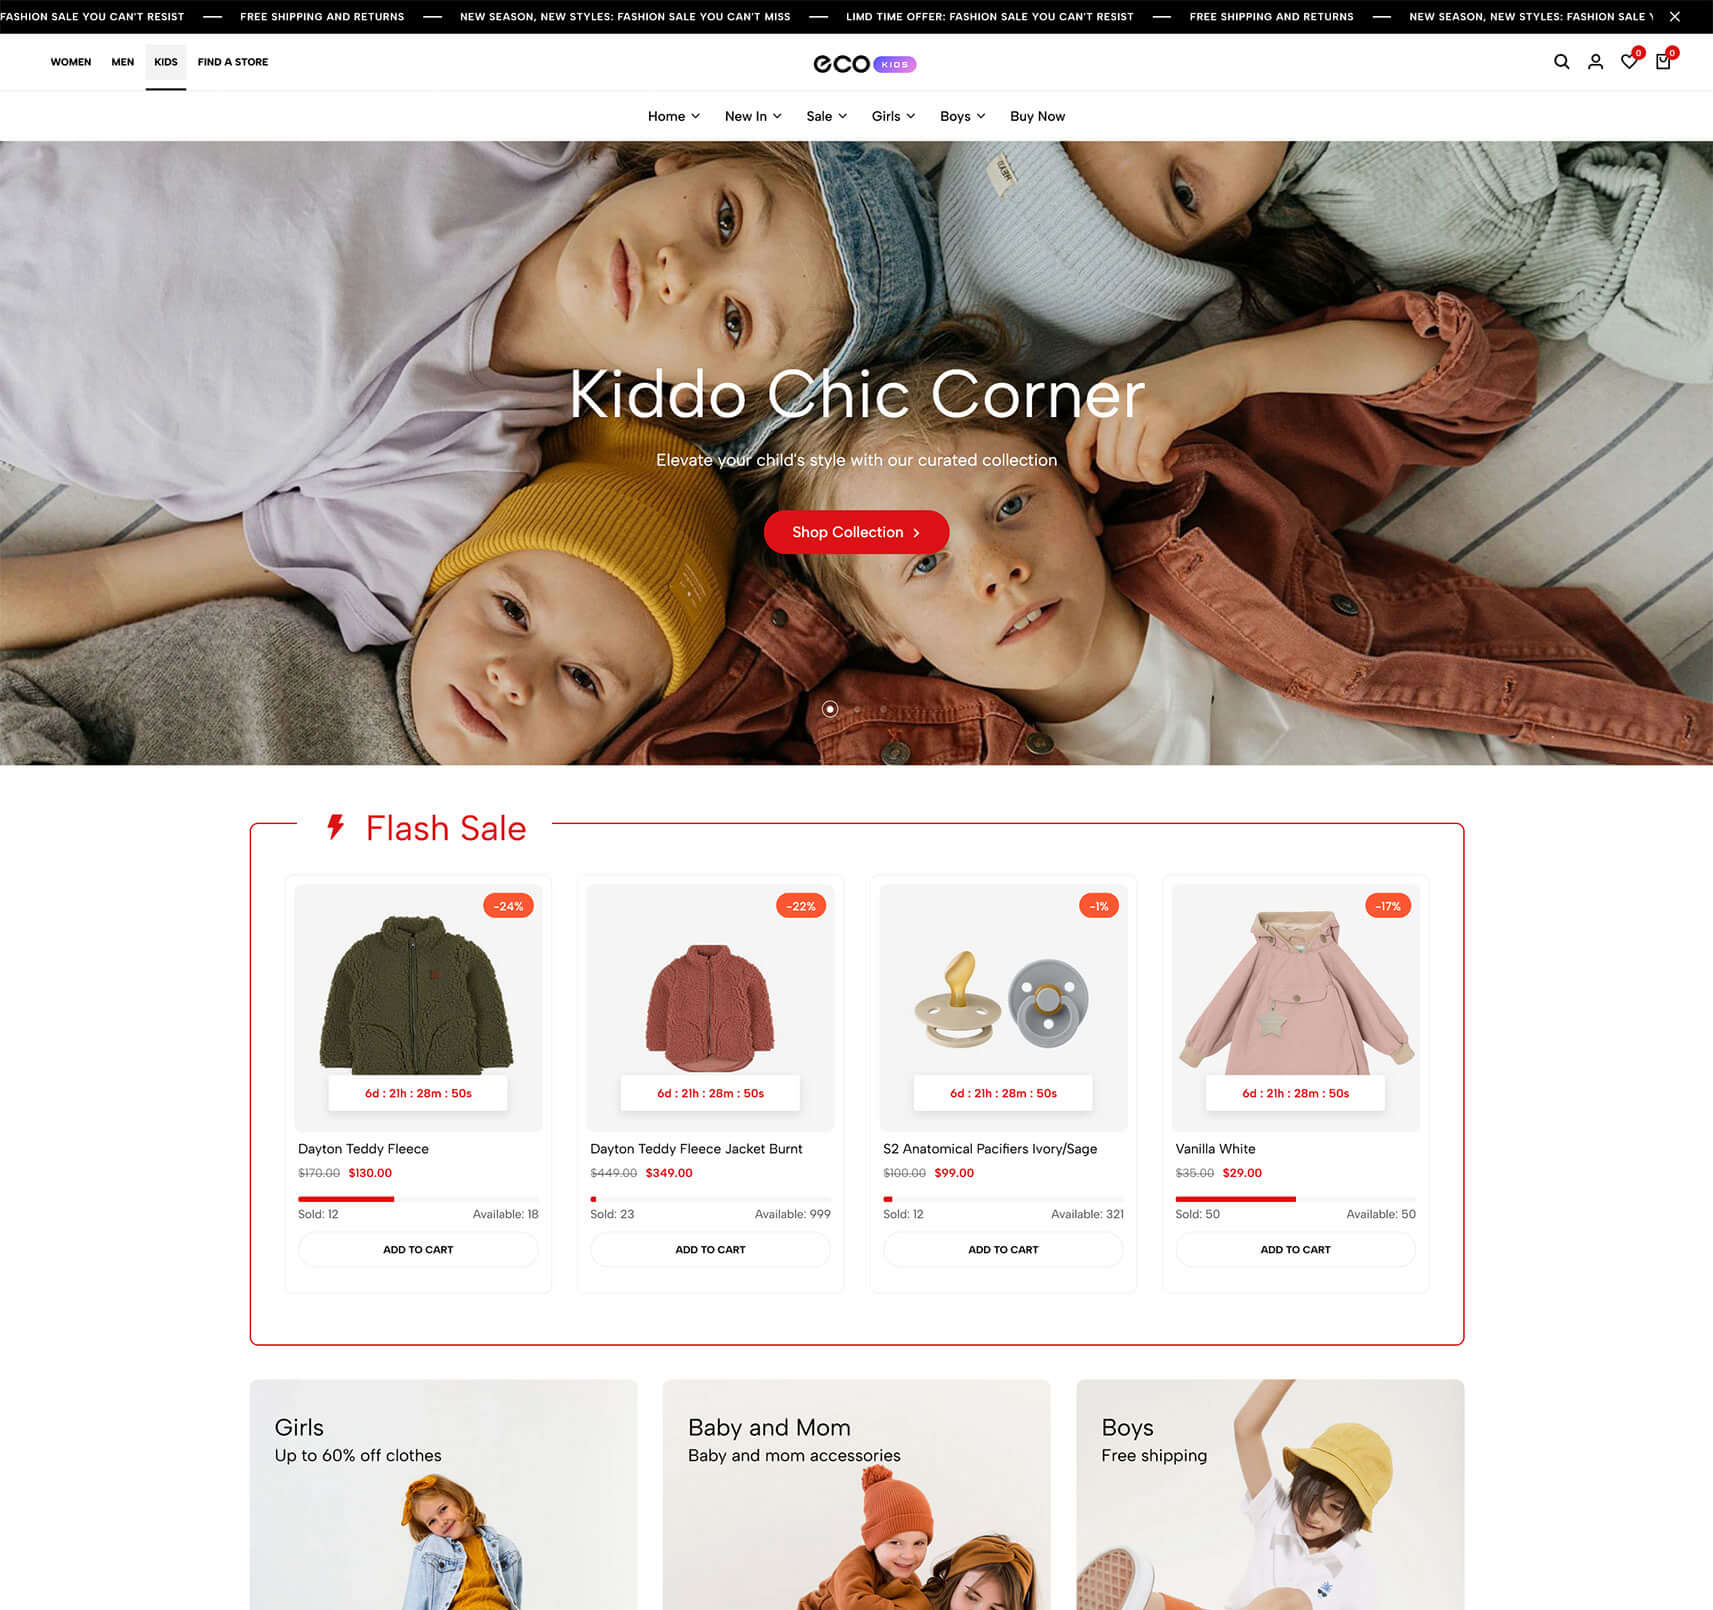 FASHION SALE YOU CAN'T RESIST — FREE SHIPPING AND RETURNS — NEW SEASON, NEW STYLES: FASHION SALE YOU CAN'T MISS — LIMD TIME OFFER: FASHION SALE YOU CAN'T RESIST — FREE SHIPPING AND RETURNS — NEW SEASON, NEW STYLES: FASHION SALE
WOMEN MEN KIDS FIND A STORE eco KIDS 0 0
Home New In Sale Girls Boys Buy Now
Kiddo Chic Corner
Elevate your child's style with our curated collection
Shop Collection
Flash Sale
-24% -22% -1% -17%
6d : 21h : 28m : 50s 6d : 21h : 28m : 50s 6d : 21h : 28m : 50s 6d : 21h : 28m : 50s
Dayton Teddy Fleece Dayton Teddy Fleece Jacket Burnt S2 Anatomical Pacifiers Ivory/Sage Vanilla White
$170.00 $130.00 $449.00 $349.00 $100.00 $99.00 $35.00 $29.00
Sold: 12 Available: 18 Sold: 23 Available: 999 Sold: 12 Available: 321 Sold: 50 Available: 50
ADD TO CART ADD TO CART ADD TO CART ADD TO CART
Girls Baby and Mom Boys
Up to 60% off clothes Baby and mom accessories Free shipping